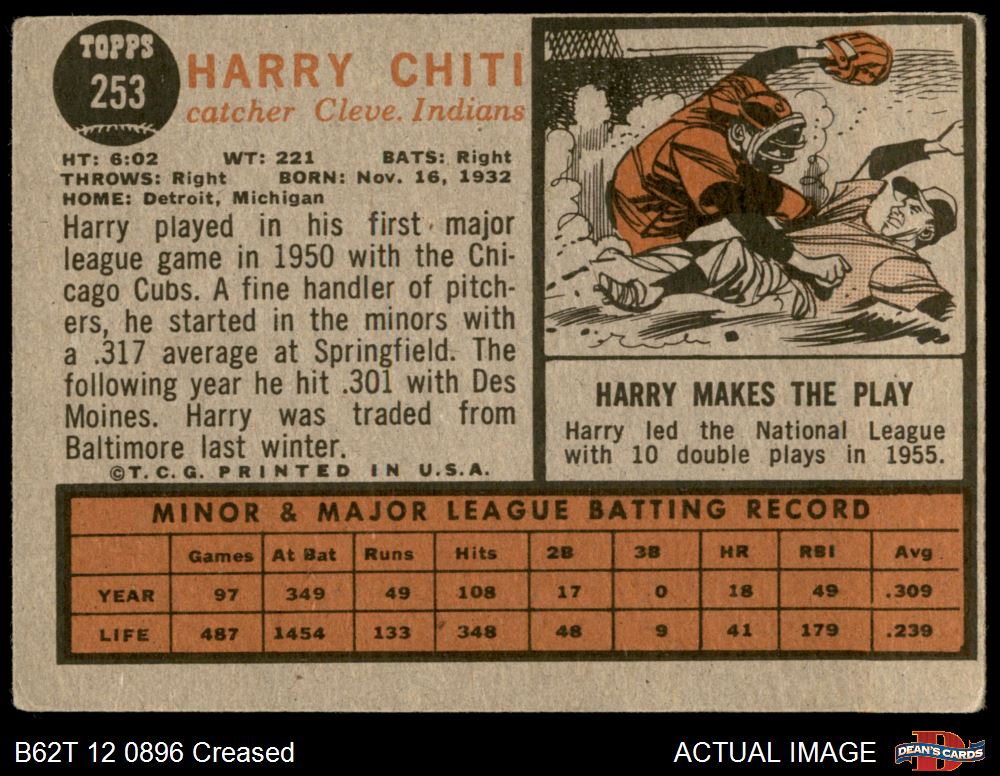 TOPPS
253
HARRY CHITI
catcher Cleve. Indians
HT: 6:02 WT: 221 BATS: Right
THROWS: Right BORN: Nov. 16, 1932
HOME: Detroit, Michigan
Harry played in his first major
league game in 1950 with the Chi-
cago Cubs. A fine handler of pitch-
ers, he started in the minors with
a .317 average at Springfield. The
following year he hit .301 with Des
Moines. Harry was traded from
Baltimore last winter.
©T.C.G. PRINTED IN U.S.A.
HARRY MAKES THE PLAY
Harry led the National League
with 10 double plays in 1955.
MINOR & MAJOR LEAGUE BATTING RECORD
Games At Bat Runs Hits 2B 3B HR RBI Avg
YEAR 97 349 49 108 17 0 18 49 .309
LIFE 487 1454 133 348 48 9 41 179 .239
B62T 12 0896 Creased
ACTUAL IMAGE
DEAN'S CARDS